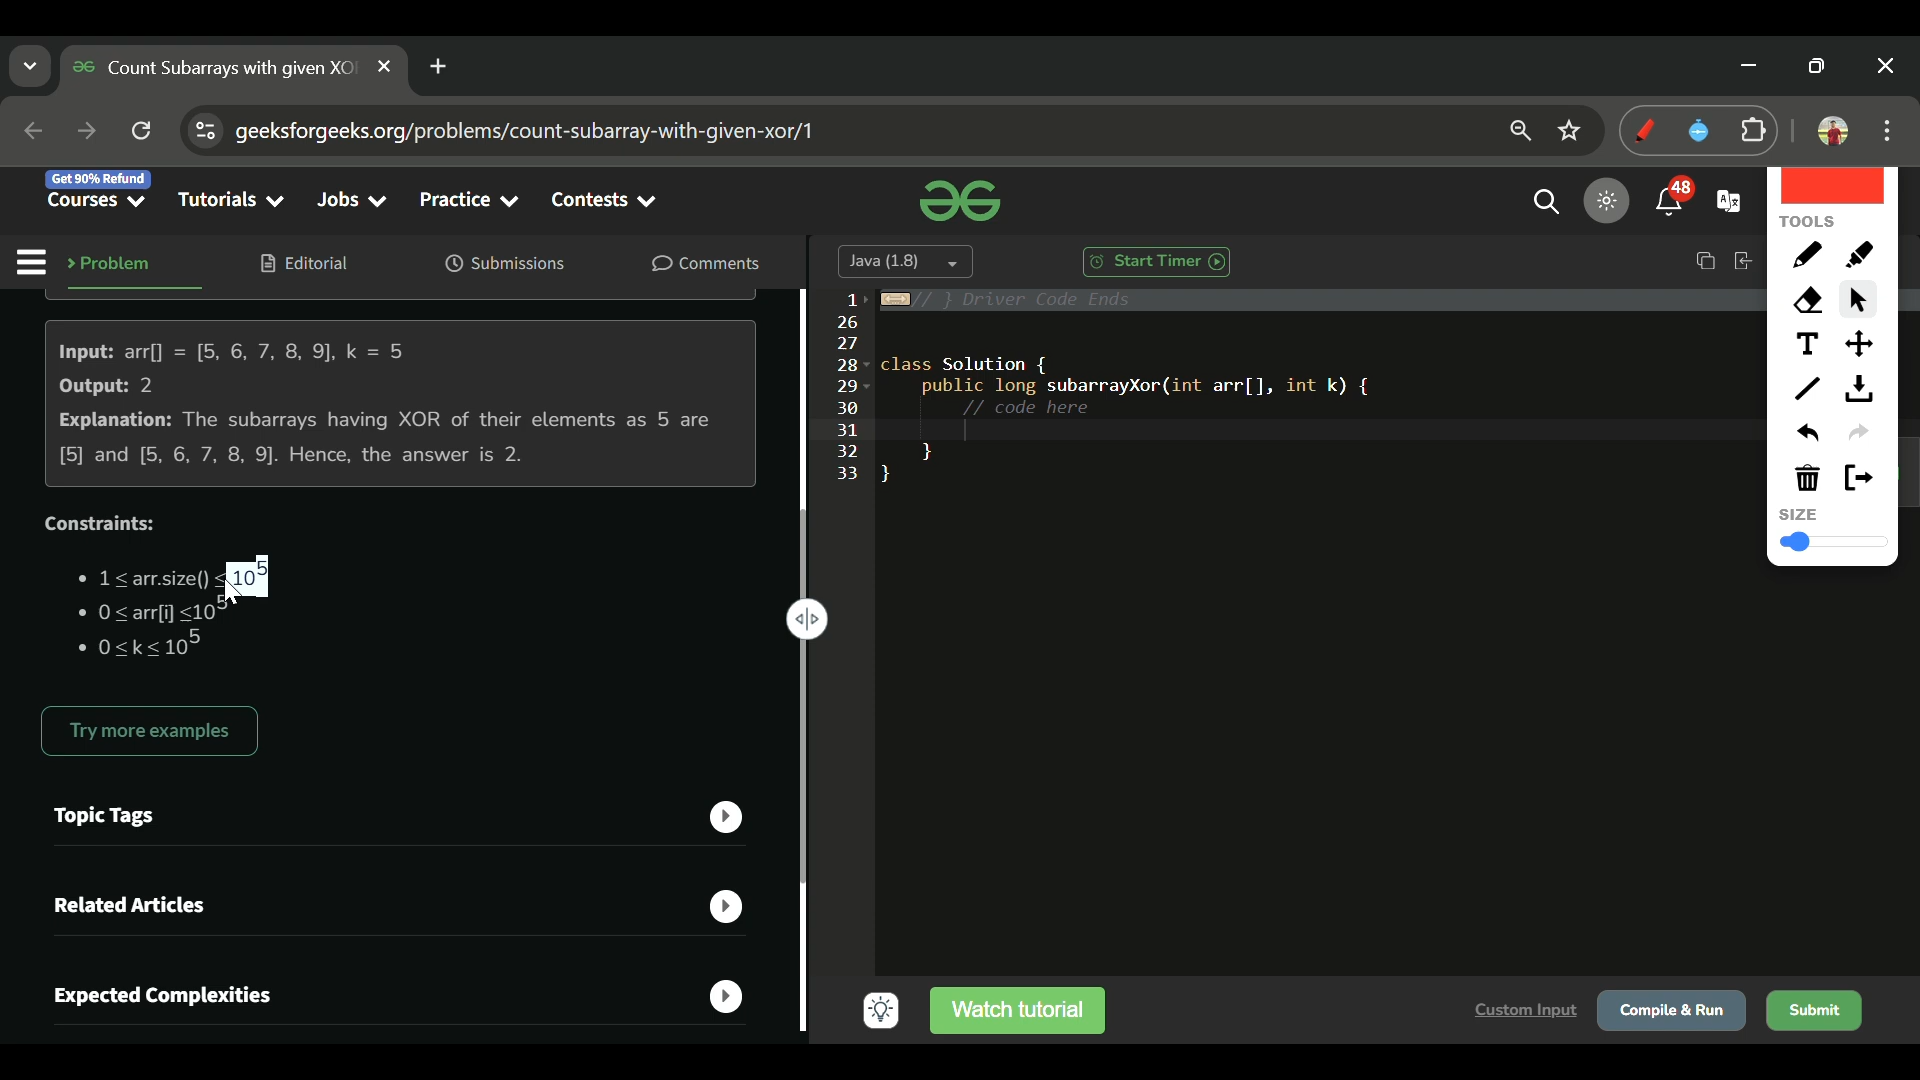 Count Subarrays with given XO
geeksforgeeks.org/problems/count-subarray-with-given-xor/1
Get 90% Refund
Courses
Tutorials
Jobs
Practice
Contests
48
Problem
Editorial
Submissions
Comments
Java (1.8)
Start Timer
Input: arr[] = [5, 6, 7, 8, 9], k = 5
Output: 2
Explanation: The subarrays having XOR of their elements as 5 are
[5] and [5, 6, 7, 8, 9]. Hence, the answer is 2.
Constraints:
• 1 ≤ arr.size() ≤ 10^5
• 0 ≤ arr[i] ≤10^5
• 0 ≤ k ≤ 10^5
Try more examples
Topic Tags
Related Articles
Expected Complexities
1 // } Driver Code Ends
26
27
28 class Solution {
29 public long subarrayXor(int arr[], int k) {
30 // code here
31
32 }
33 }
TOOLS
T
SIZE
Watch tutorial
Custom Input
Compile & Run
Submit